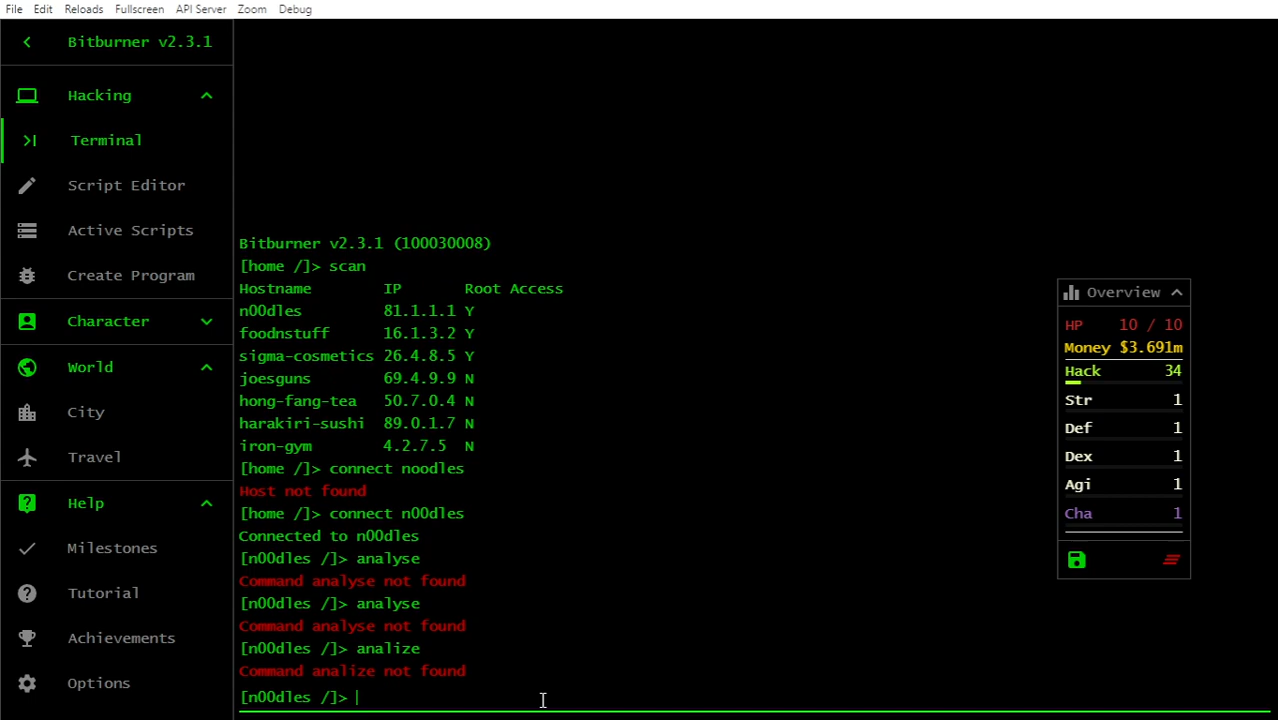 File Edit Reloads Fullscreen API Server Zoom Debug
Bitburner v2.3.1
Hacking
Terminal
Script Editor
Active Scripts
Create Program
Character
World
City
Travel
Help
Milestones
Tutorial
Achievements
Options
Bitburner v2.3.1 (100030008)
[home /]> scan
Hostname IP Root Access
n00dles 81.1.1.1 Y
foodnstuff 16.1.3.2 Y
sigma-cosmetics 26.4.8.5 Y
joesguns 69.4.9.9 N
hong-fang-tea 50.7.0.4 N
harakiri-sushi 89.0.1.7 N
iron-gym 4.2.7.5 N
[home /]> connect noodles
Host not found
[home /]> connect n00dles
Connected to n00dles
[n00dles /]> analyse
Command analyse not found
[n00dles /]> analyse
Command analyse not found
[n00dles /]> analize
Command analize not found
[n00dles /]>
Overview
HP 10 / 10
Money $3.691m
Hack 34
Str 1
Def 1
Dex 1
Agi 1
Cha 1